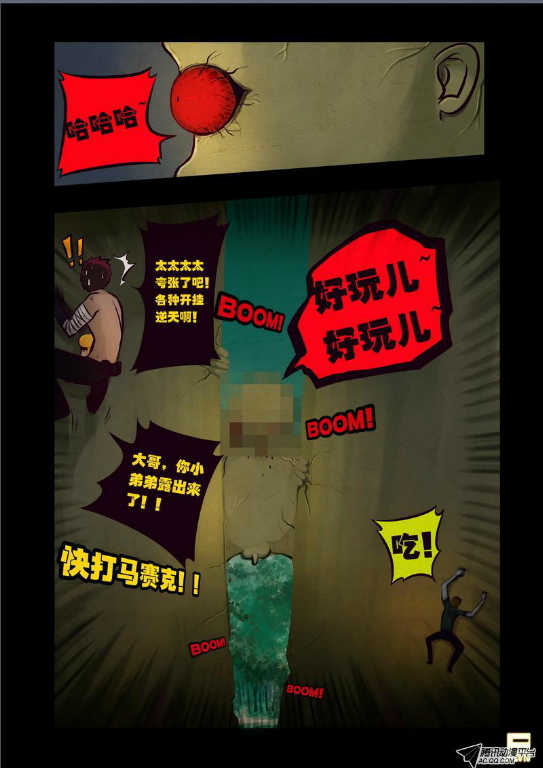 哈哈哈~
太太太太
夸张了吧!
各种开挂
逆天啊!
!!
BOOM!
好玩儿~
好玩儿~
BOOM!
大哥，你小
弟弟露出来
了！！
吃!
快打马赛克!！
BOOM!
BOOM!
腾讯动漫平台
AC.QQ.COM